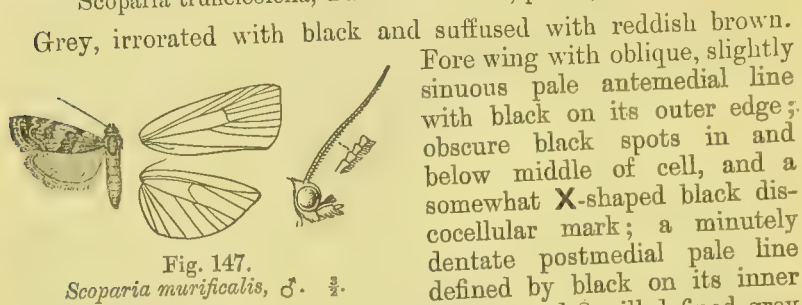 Grey, irrorated with black and suffused with reddish brown.
Fore wing with oblique, slightly
sinuous pale antemedial line
with black on its outer edge;
obscure black spots in and
below middle of cell, and a
somewhat X-shaped black dis-
cocellular mark; a minutely
dentate postmedial pale line
defined by black on its inner
Fig. 147.
Scoparia murificalis, ♂. 3/2.